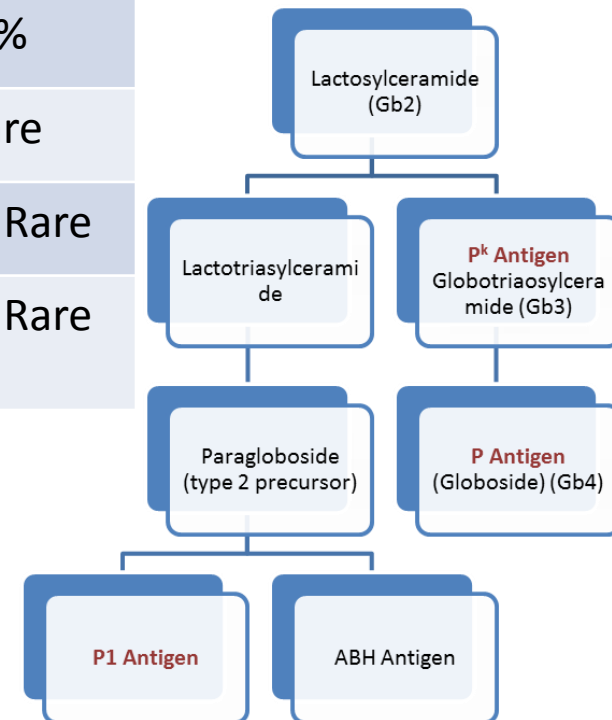 %
re
Rare
Rare
Lactosylceramide
(Gb2)
Lactotriasylcerami
de
Pᵏ Antigen
Globotriaosylcera
mide (Gb3)
Paragloboside
(type 2 precursor)
P Antigen
(Globoside) (Gb4)
P1 Antigen
ABH Antigen